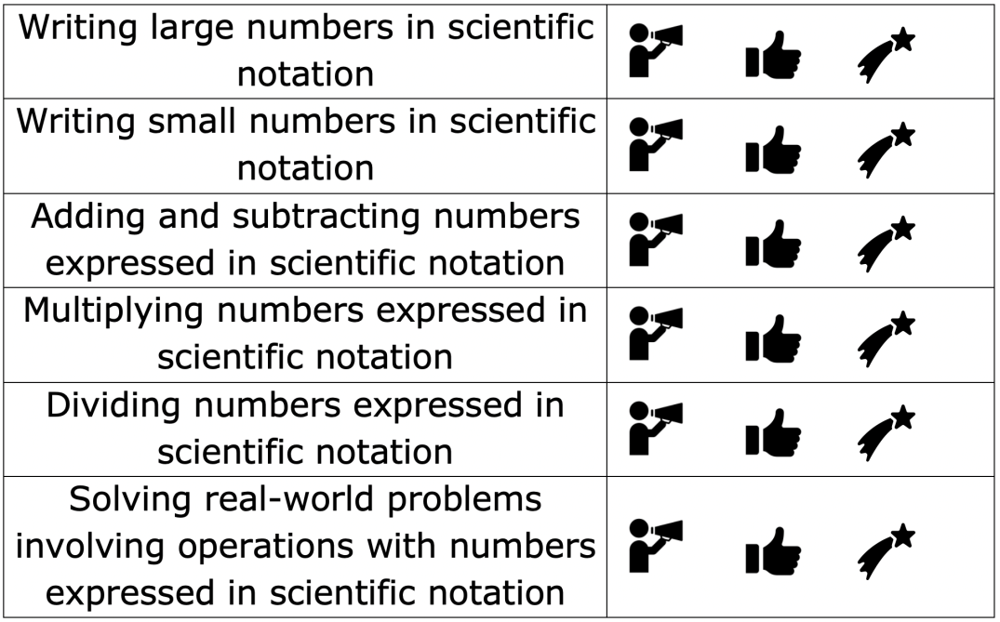 Writing large numbers in scientific
notation
Writing small numbers in scientific
notation
Adding and subtracting numbers
expressed in scientific notation
Multiplying numbers expressed in
scientific notation
Dividing numbers expressed in
scientific notation
Solving real-world problems
involving operations with numbers
expressed in scientific notation